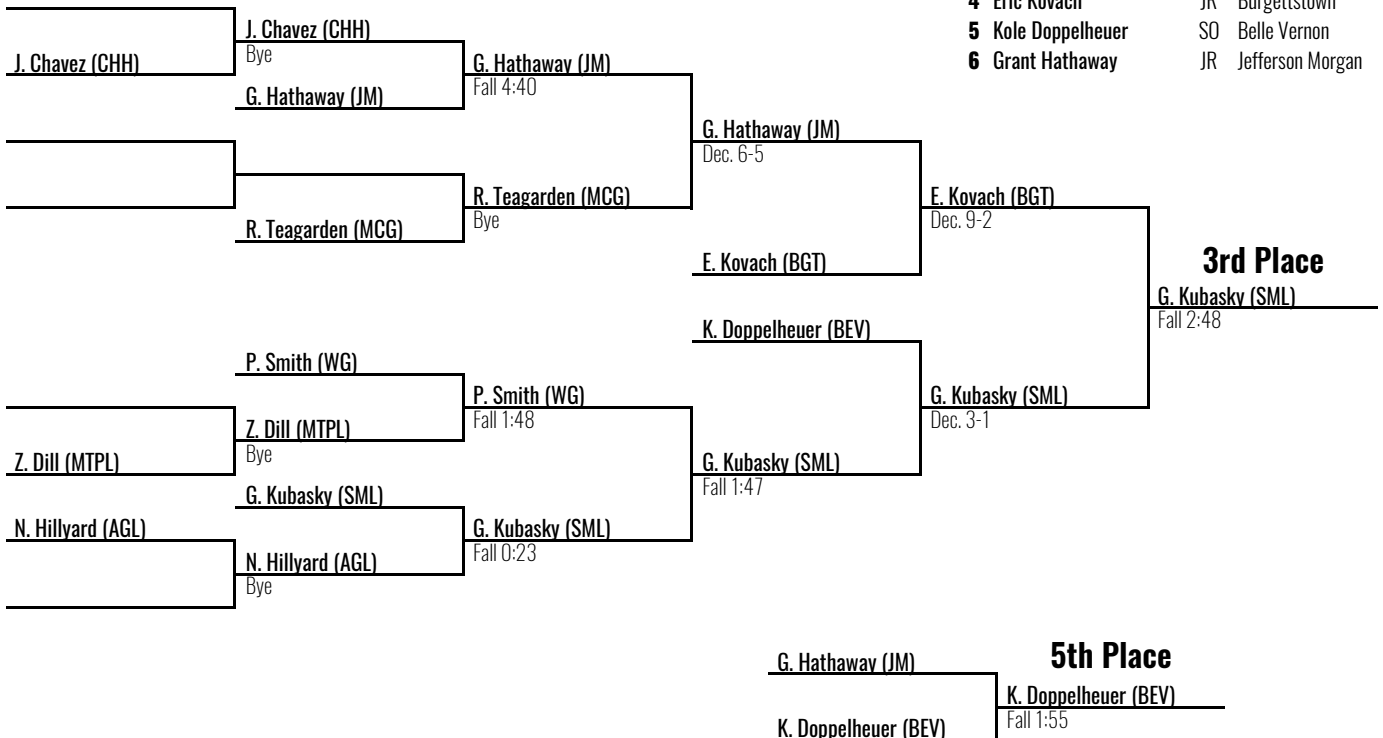 4 Eric Kovach JR Burgettstown
5 Kole Doppelheuer SO Belle Vernon
6 Grant Hathaway JR Jefferson Morgan
J. Chavez (CHH)
J. Chavez (CHH)
Bye
G. Hathaway (JM)
G. Hathaway (JM)
Fall 4:40
G. Hathaway (JM)
Dec. 6-5
R. Teagarden (MCG)
R. Teagarden (MCG)
Bye
E. Kovach (BGT)
E. Kovach (BGT)
Dec. 9-2
3rd Place
G. Kubasky (SML)
Fall 2:48
K. Doppelheuer (BEV)
P. Smith (WG)
P. Smith (WG)
Fall 1:48
Z. Dill (MTPL)
Z. Dill (MTPL)
Bye
G. Kubasky (SML)
Dec. 3-1
G. Kubasky (SML)
Fall 1:47
G. Kubasky (SML)
G. Kubasky (SML)
Fall 0:23
N. Hillyard (AGL)
N. Hillyard (AGL)
Bye
5th Place
G. Hathaway (JM)
K. Doppelheuer (BEV)
Fall 1:55
K. Doppelheuer (BEV)